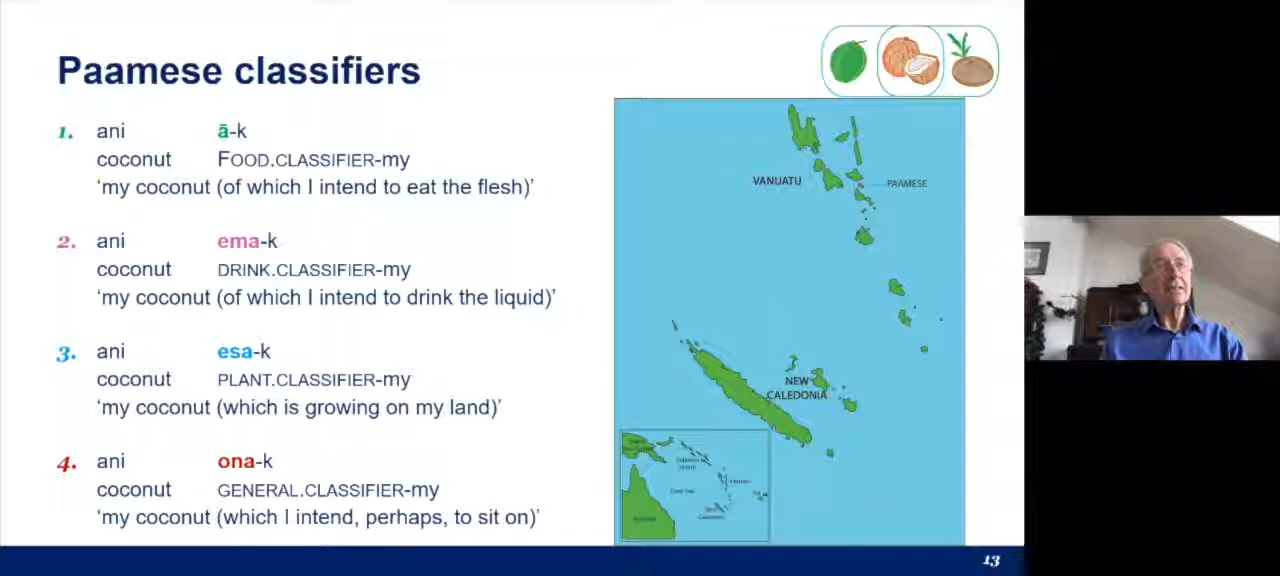 Paamese classifiers
1. ani ā-k
coconut FOOD.CLASSIFIER-my
‘my coconut (of which I intend to eat the flesh)’
2. ani ema-k
coconut DRINK.CLASSIFIER-my
‘my coconut (of which I intend to drink the liquid)’
3. ani esa-k
coconut PLANT.CLASSIFIER-my
‘my coconut (which is growing on my land)’
4. ani ona-k
coconut GENERAL.CLASSIFIER-my
‘my coconut (which I intend, perhaps, to sit on)’
VANUATU
PAAMESE
NEW
CALEDONIA
13